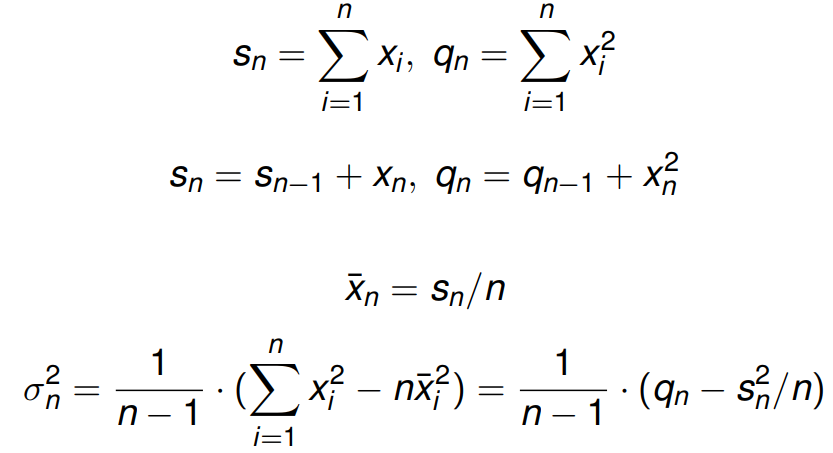 $s_n = \sum_{i=1}^{n} x_i,\ q_n = \sum_{i=1}^{n} x_i^2$
$s_n = s_{n-1} + x_n,\ q_n = q_{n-1} + x_n^2$
$\bar{x}_n = s_n/n$
$\sigma_n^2 = \frac{1}{n-1} \cdot (\sum_{i=1}^{n} x_i^2 - n\bar{x}_i^2) = \frac{1}{n-1} \cdot (q_n - s_n^2/n)$